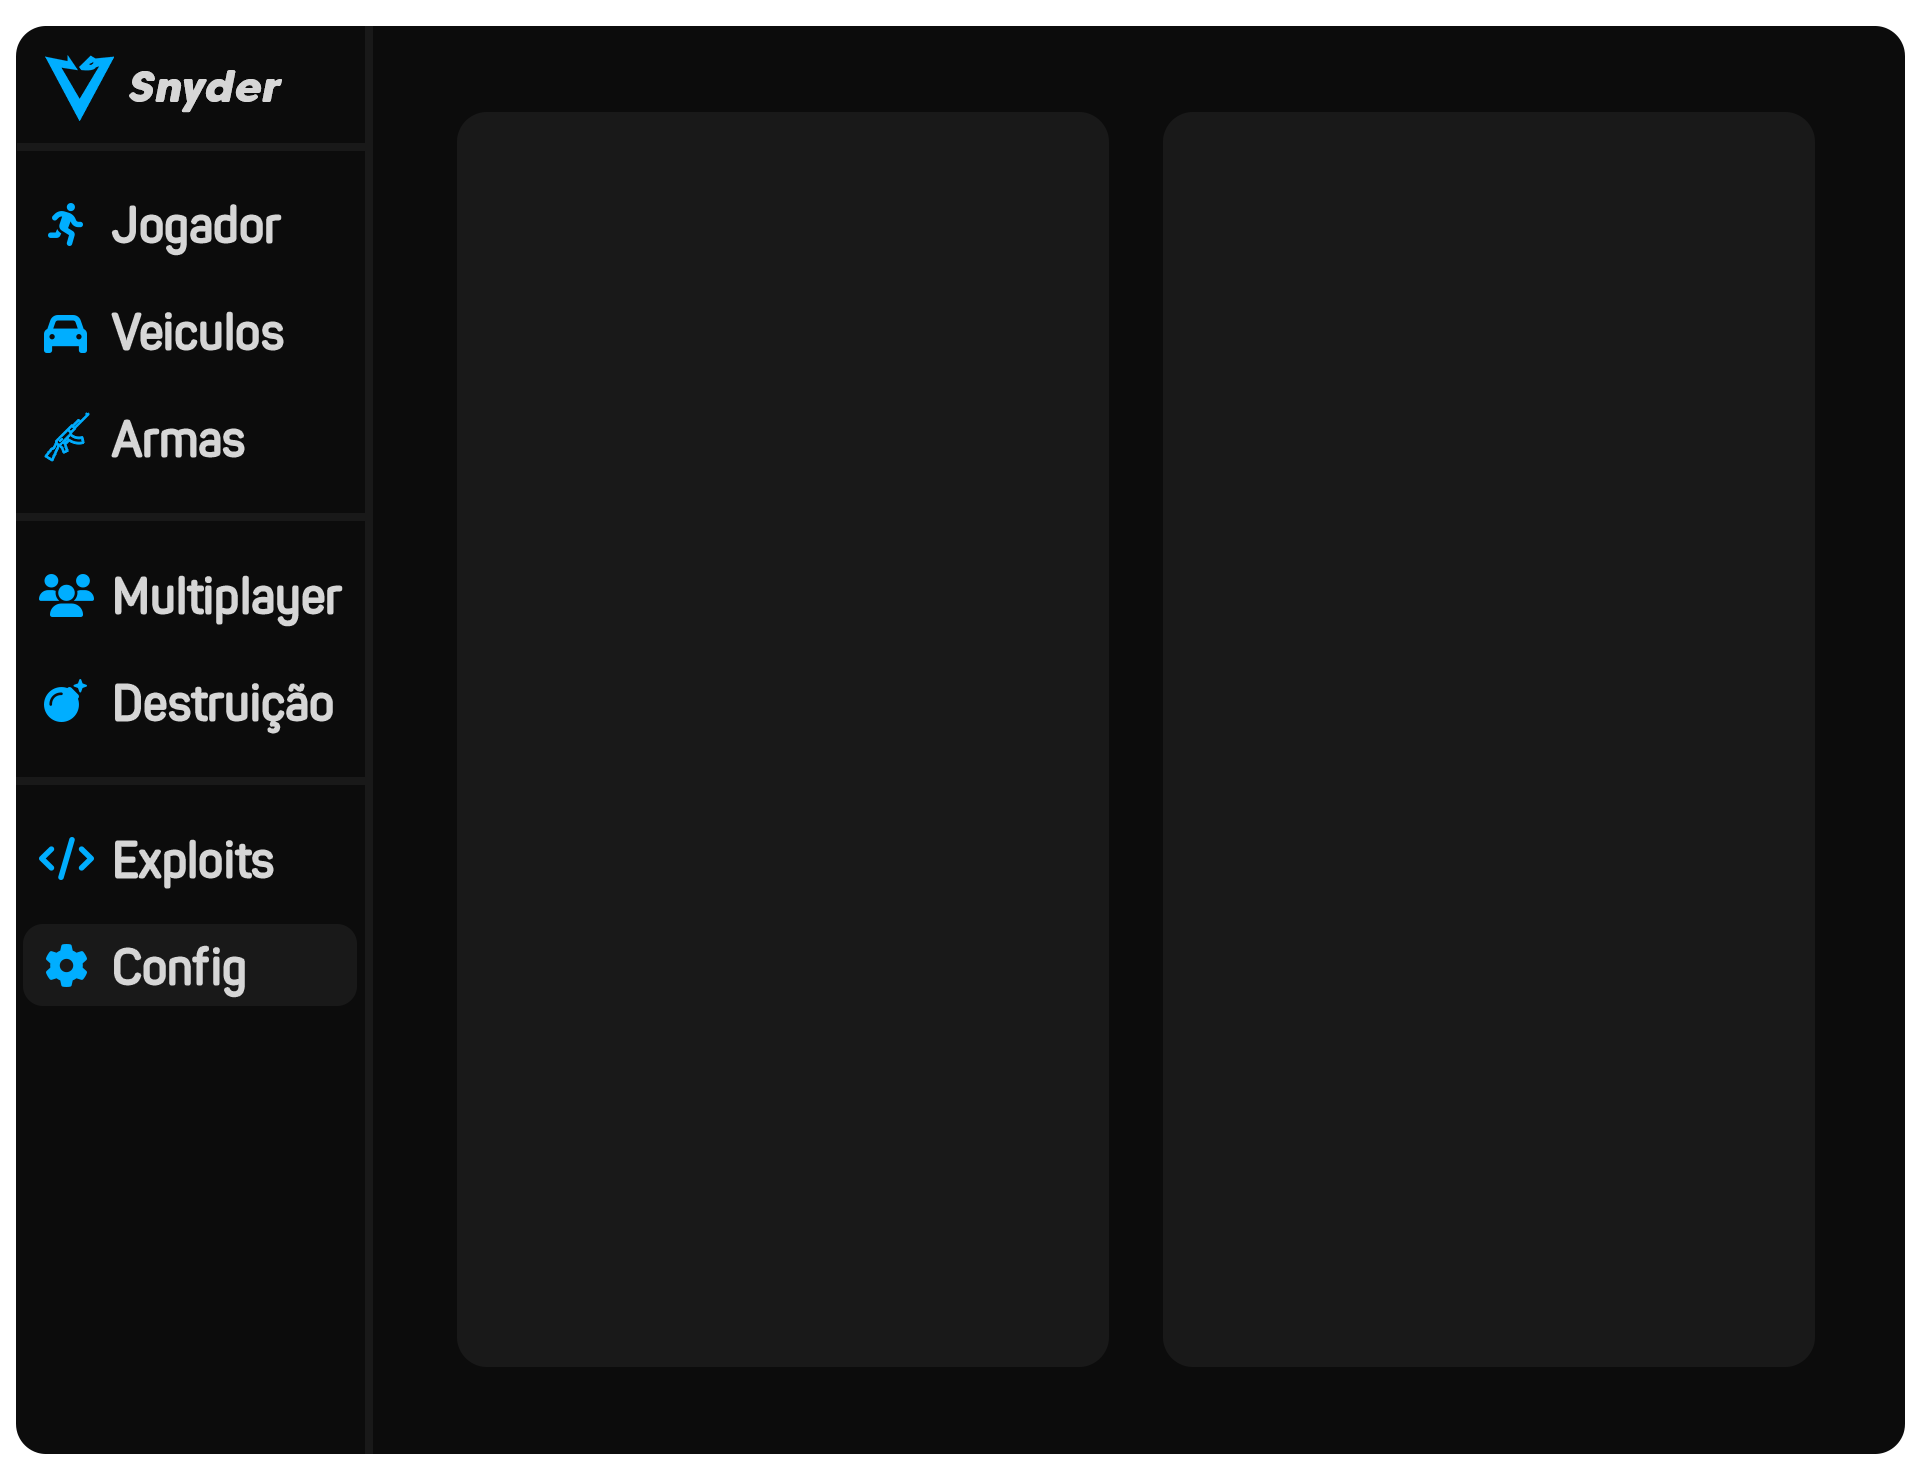 Snyder
Jogador
Veiculos
Armas
Multiplayer
Destruição
Exploits
Config